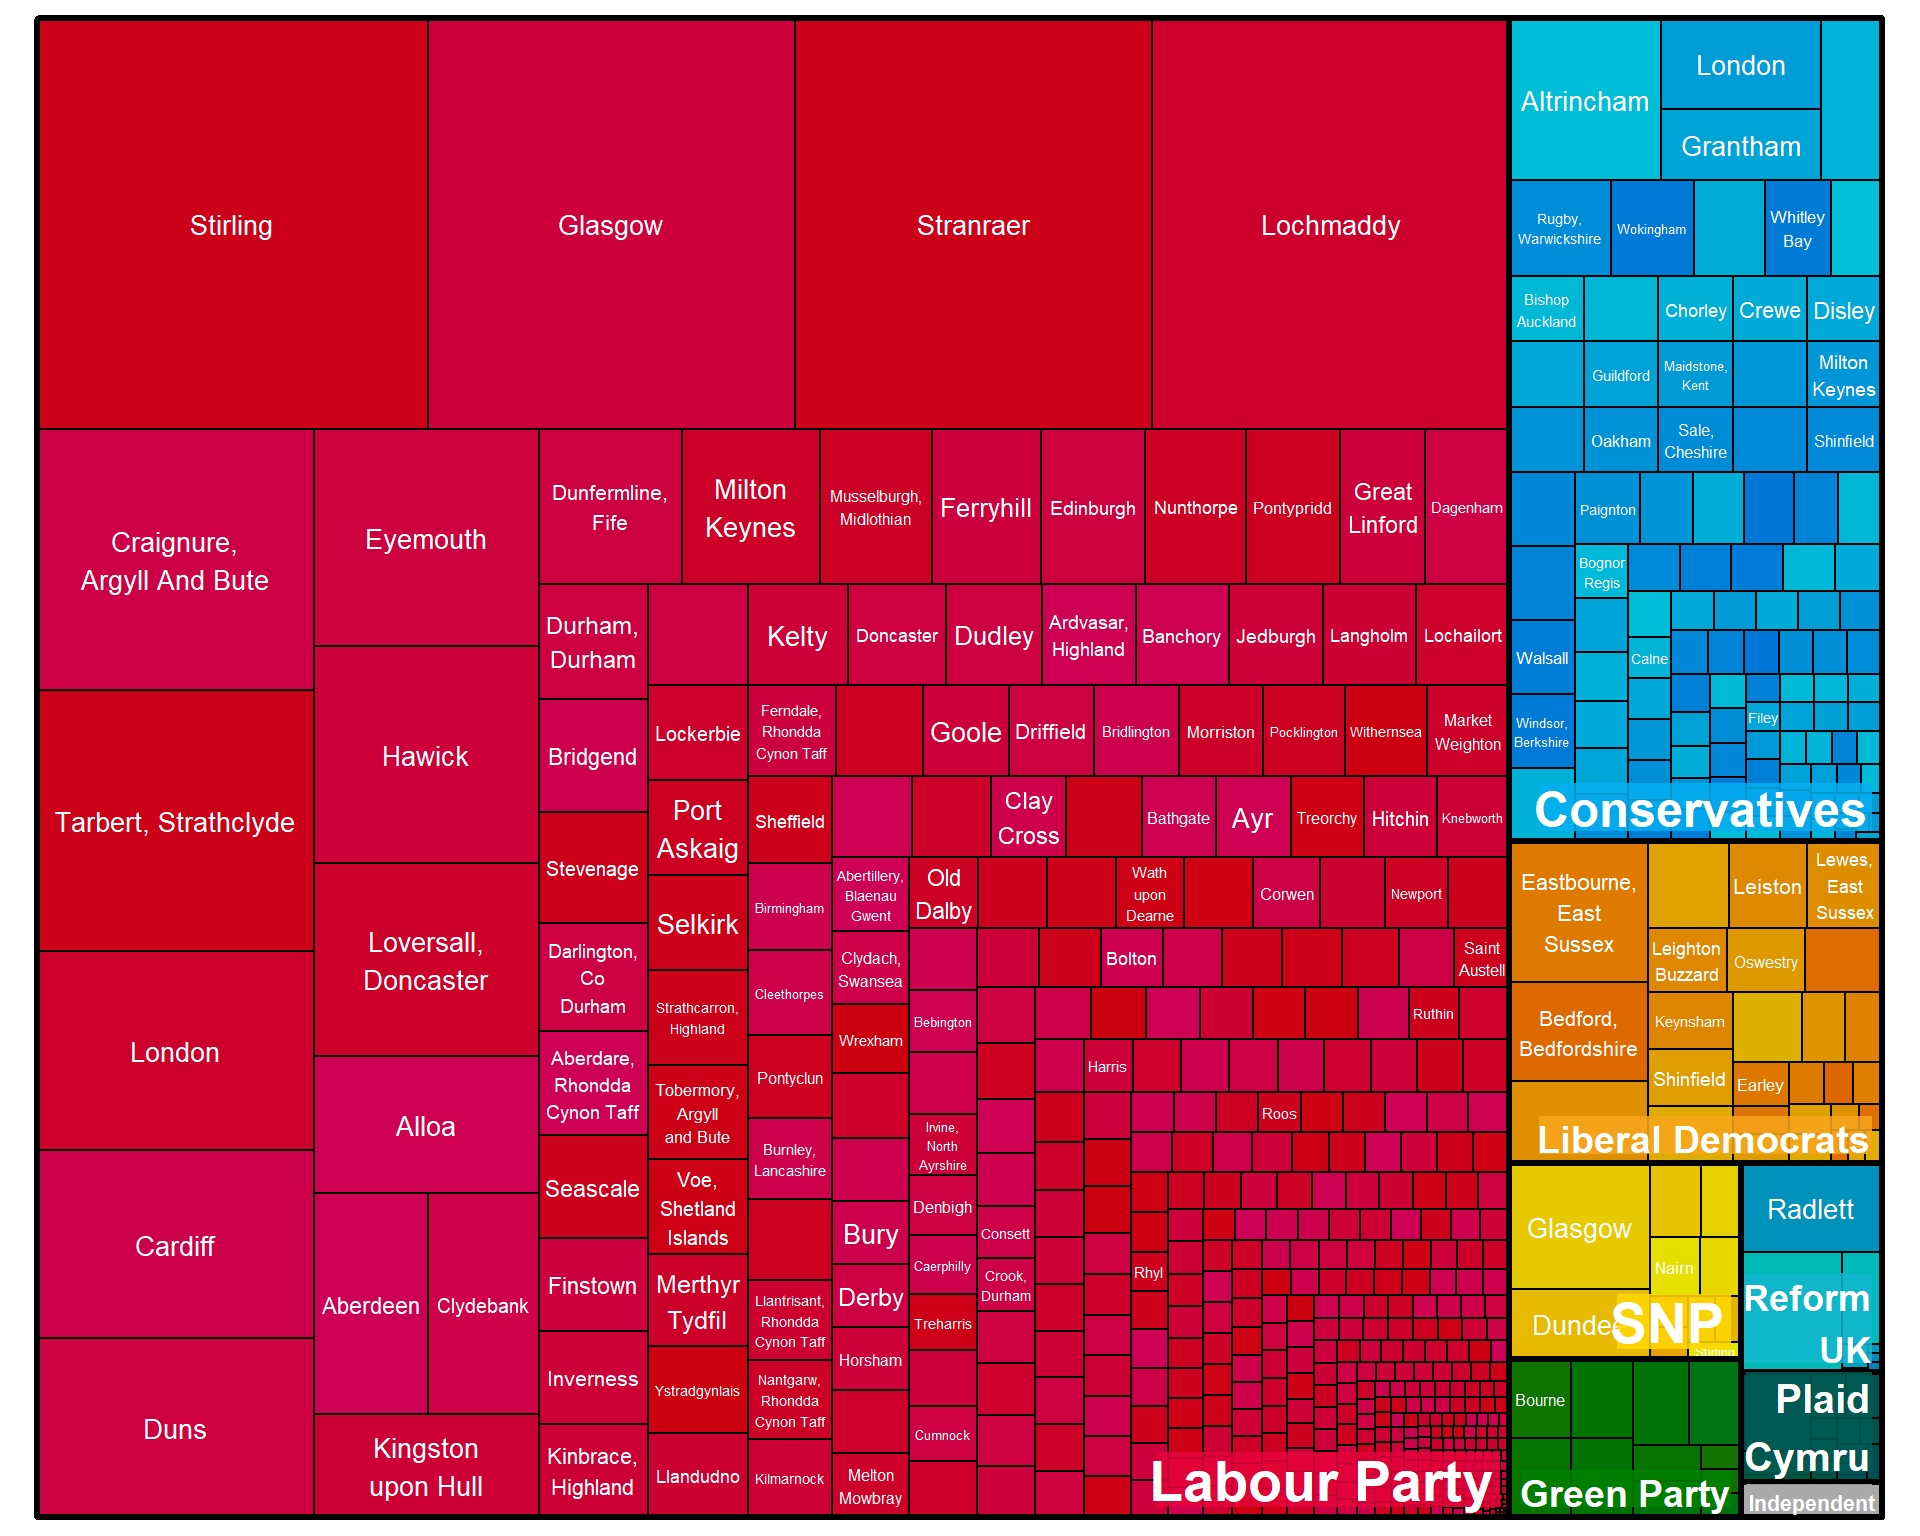 Stirling
Glasgow
Stranraer
Lochmaddy
Craignure,
Argyll And Bute
Tarbert, Strathclyde
London
Cardiff
Duns
Eyemouth
Hawick
Loversall,
Doncaster
Alloa
Aberdeen
Clydebank
Kingston
upon Hull
Dunfermline,
Fife
Milton
Keynes
Musselburgh,
Midlothian
Ferryhill
Edinburgh
Nunthorpe
Pontypridd
Great
Linford
Dagenham
Durham,
Durham
Bridgend
Stevenage
Darlington,
Co
Durham
Aberdare,
Rhondda
Cynon Taff
Seascale
Finstown
Inverness
Kinbrace,
Highland
Lockerbie
Port
Askaig
Selkirk
Strathcarron,
Highland
Tobermory,
Argyll
and Bute
Voe,
Shetland
Islands
Merthyr
Tydfil
Ystradgynlais
Llandudno
Kelty
Doncaster
Dudley
Ardvasar,
Highland
Banchory
Jedburgh
Langholm
Lochailort
Ferndale,
Rhondda
Cynon Taff
Goole
Driffield
Bridlington
Morriston
Pocklington
Withernsea
Market
Weighton
Sheffield
Birmingham
Cleethorpes
Pontyclun
Burnley,
Lancashire
Llantrisant,
Rhondda
Cynon Taff
Nantgarw,
Rhondda
Cynon Taff
Kilmarnock
Clay
Cross
Bathgate
Ayr
Treorchy
Hitchin
Knebworth
Abertillery,
Blaenau
Gwent
Clydach,
Swansea
Wrexham
Bury
Derby
Horsham
Melton
Mowbray
Old
Dalby
Wath
upon
Dearne
Corwen
Newport
Bebington
Irvine,
North
Ayrshire
Denbigh
Caerphilly
Treharris
Cumnock
Bolton
Saint
Austell
Consett
Crook,
Durham
Ruthin
Harris
Roos
Rhyl
Labour Party
Altrincham
London
Grantham
Rugby,
Warwickshire
Wokingham
Whitley
Bay
Bishop
Auckland
Chorley
Crewe
Disley
Guildford
Maidstone,
Kent
Milton
Keynes
Oakham
Sale,
Cheshire
Shinfield
Walsall
Windsor,
Berkshire
Paignton
Bognor
Regis
Calne
Filey
Conservatives
Eastbourne,
East
Sussex
Bedford,
Bedfordshire
Leiston
Lewes,
East
Sussex
Leighton
Buzzard
Oswestry
Keynsham
Shinfield
Earley
Liberal Democrats
Glasgow
Dundee
Nairn
Stirling
SNP
Radlett
Reform
UK
Bourne
Green Party
Plaid
Cymru
Independent